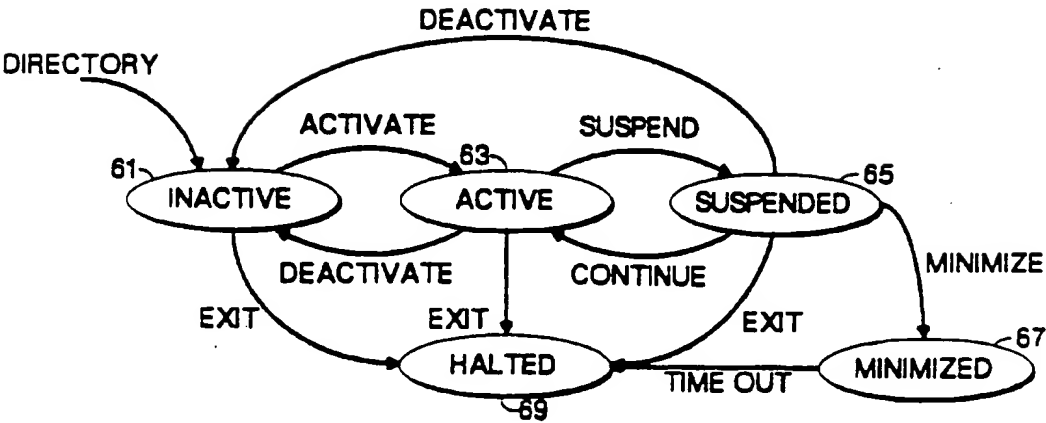 DEACTIVATE
DIRECTORY
ACTIVATE
SUSPEND
61
63
65
INACTIVE
ACTIVE
SUSPENDED
DEACTIVATE
CONTINUE
MINIMIZE
EXIT
EXIT
EXIT
67
HALTED
TIME OUT
MINIMIZED
69